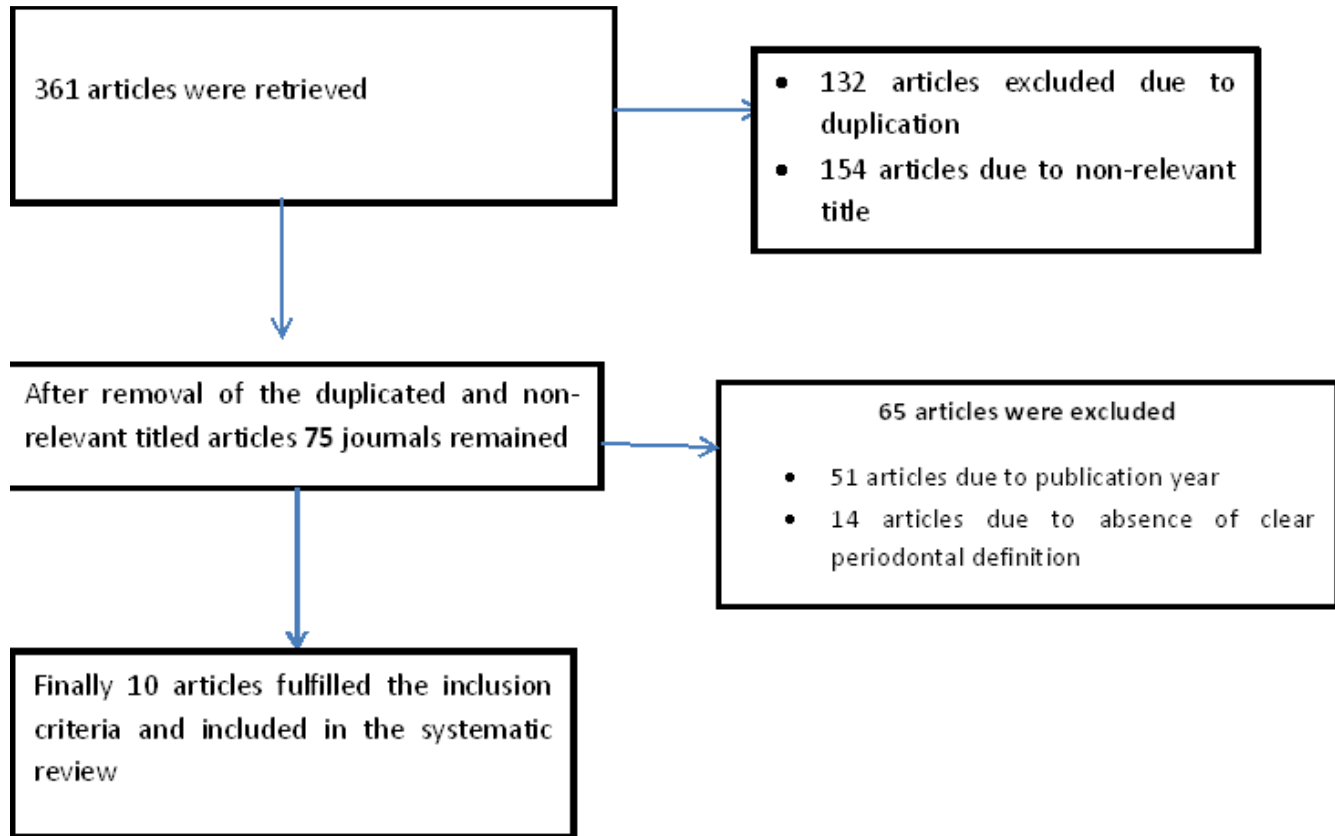 361 articles were retrieved
• 132 articles excluded due to
duplication
• 154 articles due to non-relevant
title
After removal of the duplicated and non-
relevant titled articles 75 journals remained
65 articles were excluded
• 51 articles due to publication year
• 14 articles due to absence of clear
periodontal definition
Finally 10 articles fulfilled the inclusion
criteria and included in the systematic
review